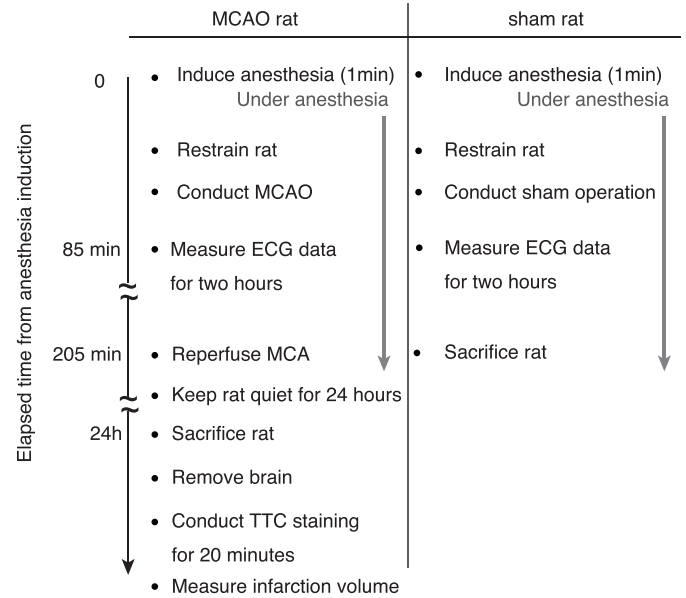 MCAO rat
sham rat
Elapsed time from anesthesia induction
0
• Induce anesthesia (1min)
Under anesthesia
• Restrain rat
• Conduct MCAO
85 min
• Measure ECG data
for two hours
205 min
• Reperfuse MCA
• Keep rat quiet for 24 hours
24h
• Sacrifice rat
• Remove brain
• Conduct TTC staining
for 20 minutes
• Measure infarction volume
• Induce anesthesia (1min)
Under anesthesia
• Restrain rat
• Conduct sham operation
• Measure ECG data
for two hours
• Sacrifice rat